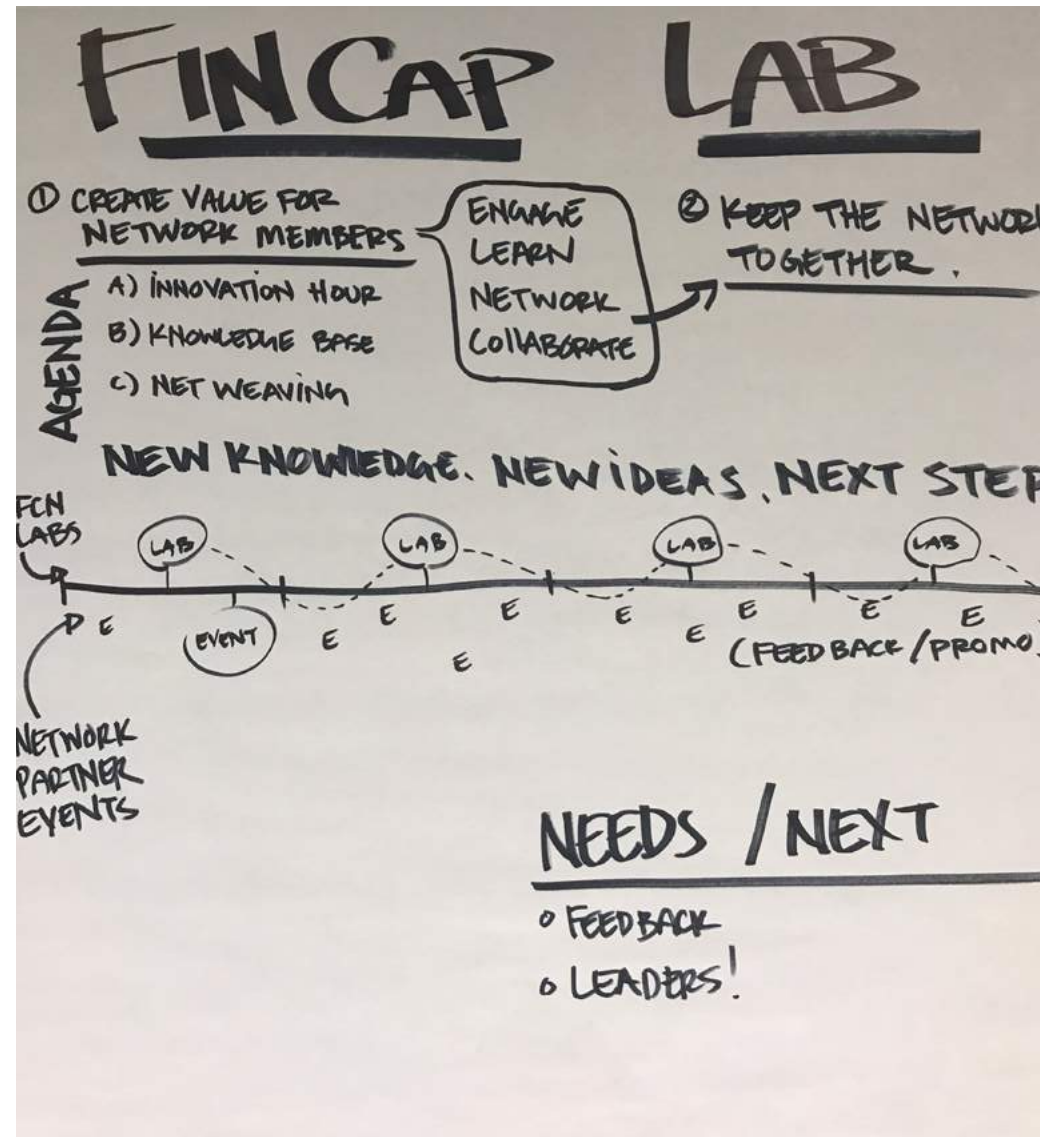 FINCAP LAB
① CREATE VALUE FOR
NETWORK MEMBERS
ENGAGE
LEARN
NETWORK
COLLABORATE
② KEEP THE NETWORK
TOGETHER.
AGENDA
A) INNOVATION HOUR
B) KNOWLEDGE BASE
C) NET WEAVING
NEW KNOWLEDGE. NEW IDEAS. NEXT STEP
FCN
LABS
LAB
LAB
LAB
LAB
E
EVENT
E
E
E
E
E
E
E
E
E
(FEEDBACK/PROMO)
NETWORK
PARTNER
EVENTS
NEEDS / NEXT
o FEEDBACK
o LEADERS!